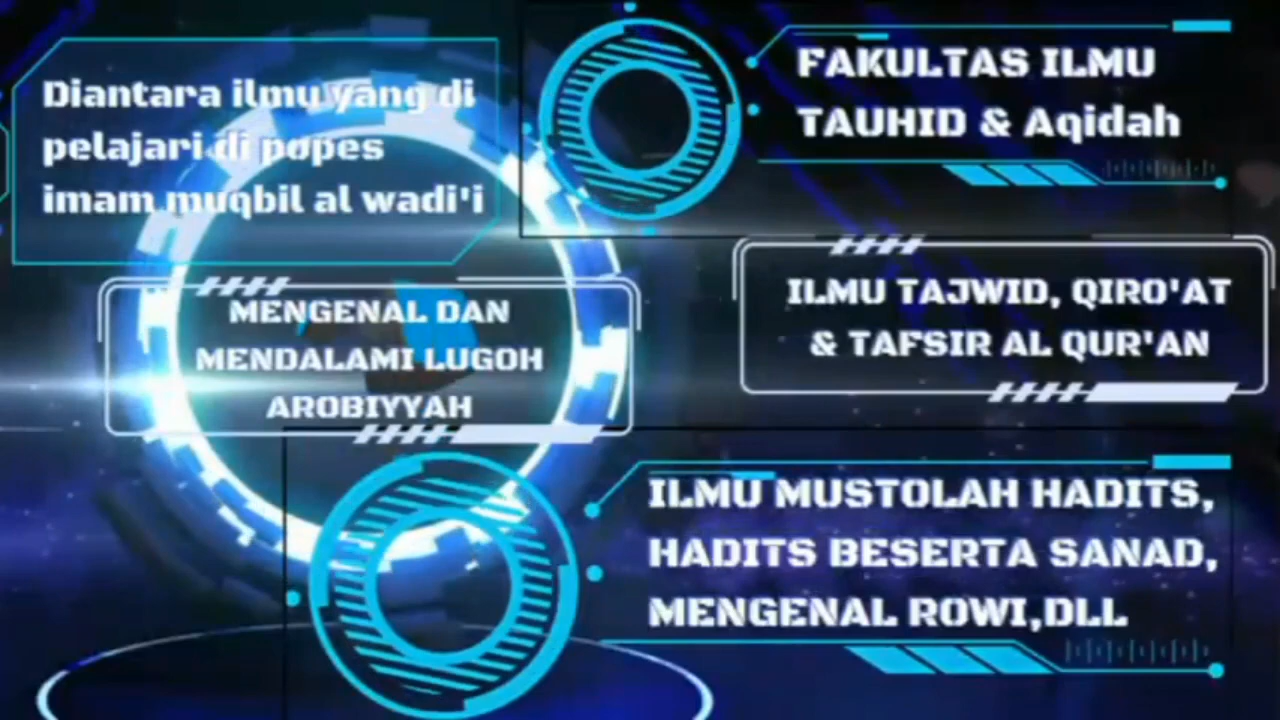 Diantara ilmu yang di
pelajari di popes
imam muqbil al wadi'i
FAKULTAS ILMU
TAUHID & Aqidah
MENGENAL DAN
MENDALAMI LUGOH
AROBIYYAH
ILMU TAJWID, QIRO'AT
& TAFSIR AL QUR'AN
ILMU MUSTOLAH HADITS,
HADITS BESERTA SANAD,
MENGENAL ROWI,DLL